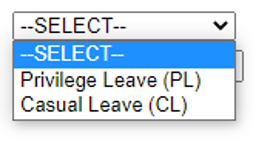 --SELECT--
--SELECT--
Privilege Leave (PL)
Casual Leave (CL)